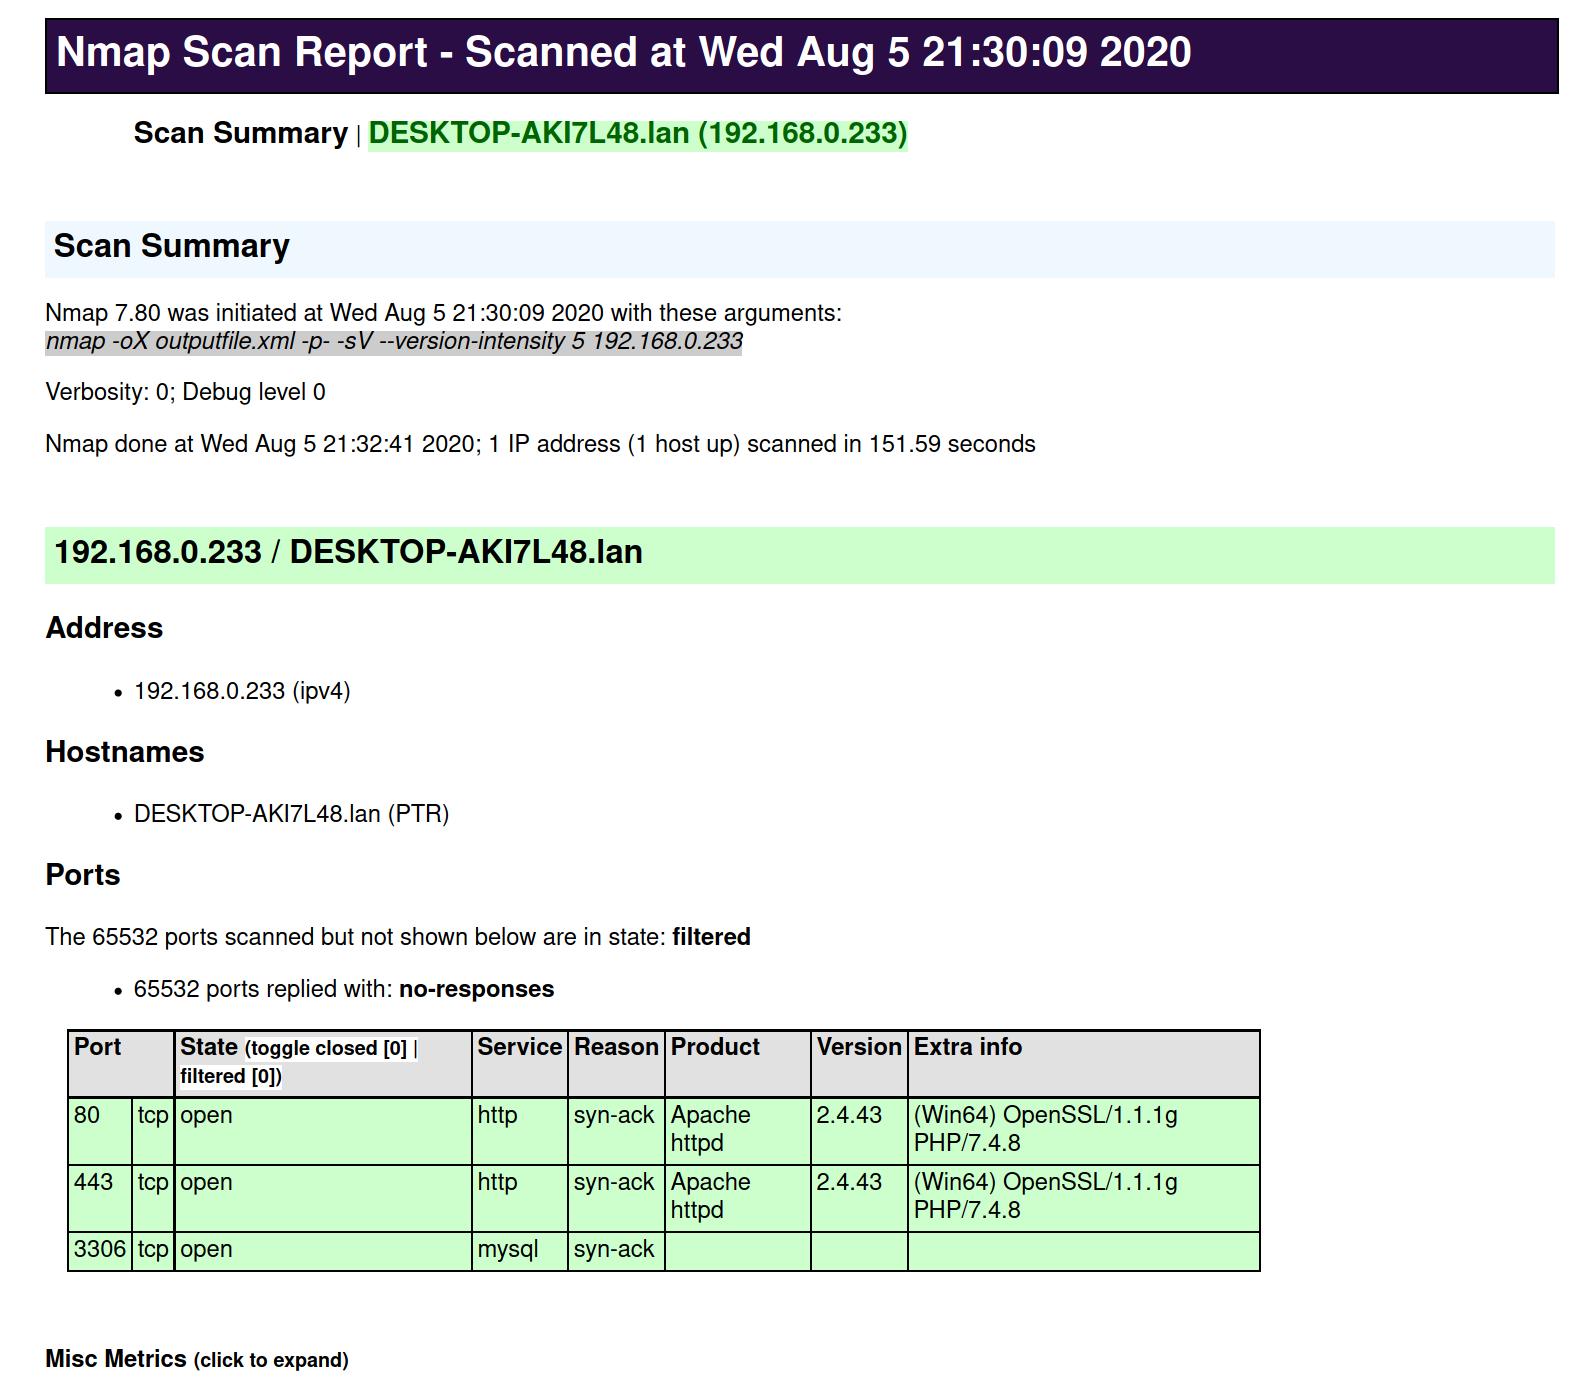 Nmap Scan Report - Scanned at Wed Aug 5 21:30:09 2020
Scan Summary | DESKTOP-AKI7L48.lan (192.168.0.233)
Scan Summary
Nmap 7.80 was initiated at Wed Aug 5 21:30:09 2020 with these arguments:
nmap -oX outputfile.xml -p- -sV --version-intensity 5 192.168.0.233
Verbosity: 0; Debug level 0
Nmap done at Wed Aug 5 21:32:41 2020; 1 IP address (1 host up) scanned in 151.59 seconds
192.168.0.233 / DESKTOP-AKI7L48.lan
Address
• 192.168.0.233 (ipv4)
Hostnames
• DESKTOP-AKI7L48.lan (PTR)
Ports
The 65532 ports scanned but not shown below are in state: filtered
• 65532 ports replied with: no-responses
Port State (toggle closed [0] | Service Reason Product Version Extra info
filtered [0])
80 tcp open http syn-ack Apache 2.4.43 (Win64) OpenSSL/1.1.1g
httpd PHP/7.4.8
443 tcp open http syn-ack Apache 2.4.43 (Win64) OpenSSL/1.1.1g
httpd PHP/7.4.8
3306 tcp open mysql syn-ack
Misc Metrics (click to expand)